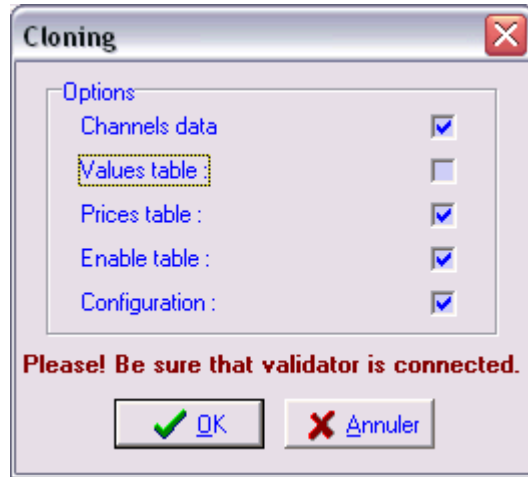 Cloning
Options
Channels data
Values table :
Prices table :
Enable table :
Configuration :
Please! Be sure that validator is connected.
OK
Annuler